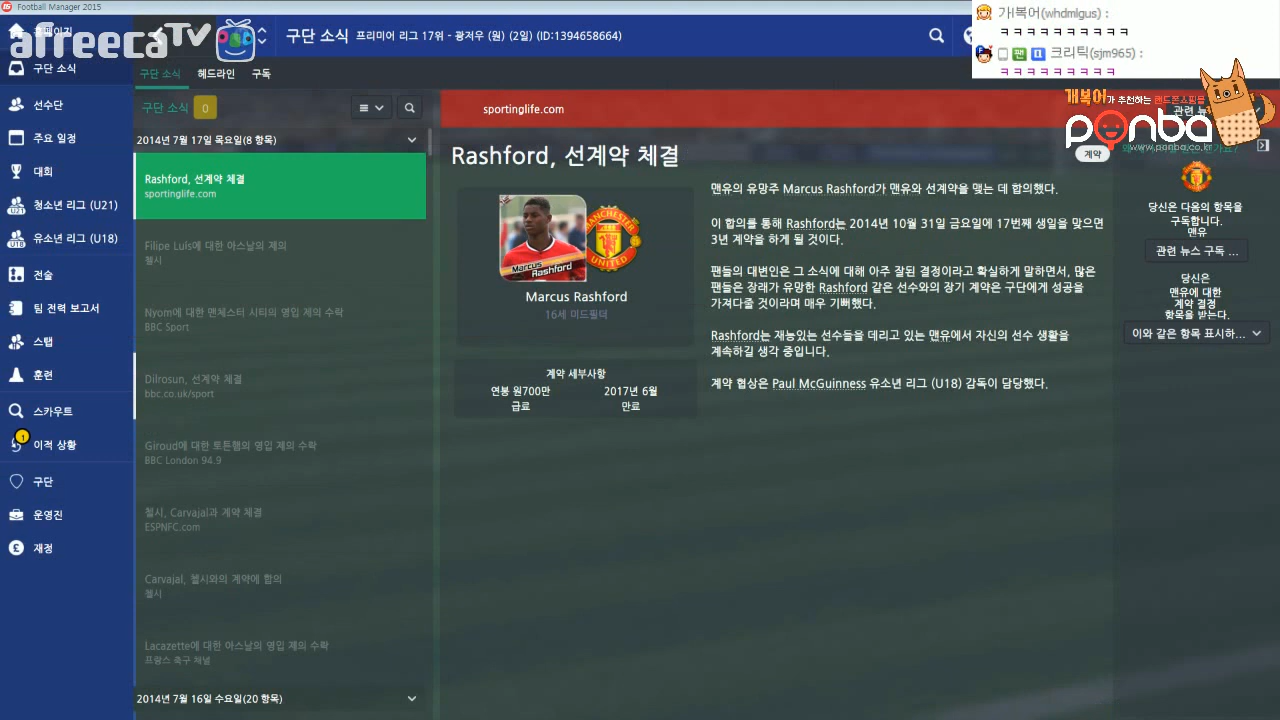 Football Manager 2015
afreecaTV
구단 소식
프리미어 리그 17위 - 광저우 (원) (2일) (ID:1394658664)
개복어(whdmlgus) :
ㅋㅋㅋㅋㅋㅋㅋㅋㅋㅋ
팬
크리틱(sjm965) :
ㅋㅋㅋㅋㅋㅋㅋㅋㅋ
개복어가 추천하는 핸드폰쇼핑몰
ponba
www.ponba.co.kr
구단 소식
선수단
주요 일정
대회
청소년 리그 (U21)
유소년 리그 (U18)
전술
팀 전력 보고서
스탭
훈련
스카우트
1
이적 상황
구단
운영진
재정
구단 소식
헤드라인
구독
구단 소식 0
2014년 7월 17일 목요일(8 항목)
Rashford, 선계약 체결
sportinglife.com
Filipe Luís에 대한 아스날의 제의
첼시
Nyom에 대한 맨체스터 시티의 영입 제의 수락
BBC Sport
Dilrosun, 선계약 체결
bbc.co.uk/sport
Giroud에 대한 토튼햄의 영입 제의 수락
BBC London 94.9
첼시, Carvajal과 계약 체결
ESPNFC.com
Carvajal, 첼시와의 계약에 합의
첼시
Lacazette에 대한 아스날의 영입 제의 수락
프랑스 축구 채널
2014년 7월 16일 수요일(20 항목)
sportinglife.com
Rashford, 선계약 체결
계약
Marcus Rashford
MANCHESTER UNITED
Marcus Rashford
16세 미드필더
계약 세부사항
연봉 원700만
급료
2017년 6월
만료
맨유의 유망주 Marcus Rashford가 맨유와 선계약을 맺는 데 합의했다.
이 합의를 통해 Rashford는 2014년 10월 31일 금요일에 17번째 생일을 맞으면
3년 계약을 하게 될 것이다.
팬들의 대변인은 그 소식에 대해 아주 잘된 결정이라고 확실하게 말하면서, 많은
팬들은 장래가 유망한 Rashford 같은 선수와의 장기 계약은 구단에게 성공을
가져다줄 것이라며 매우 기뻐했다.
Rashford는 재능있는 선수들을 데리고 있는 맨유에서 자신의 선수 생활을
계속하길 생각 중입니다.
계약 협상은 Paul McGuinness 유소년 리그 (U18) 감독이 담당했다.
관련 뉴
당신은 다음의 항목을
구독합니다.
맨유
관련 뉴스 구독 ...
당신은
맨유에 대한
계약 결정
항목을 받는다.
이와 같은 항목 표시하...